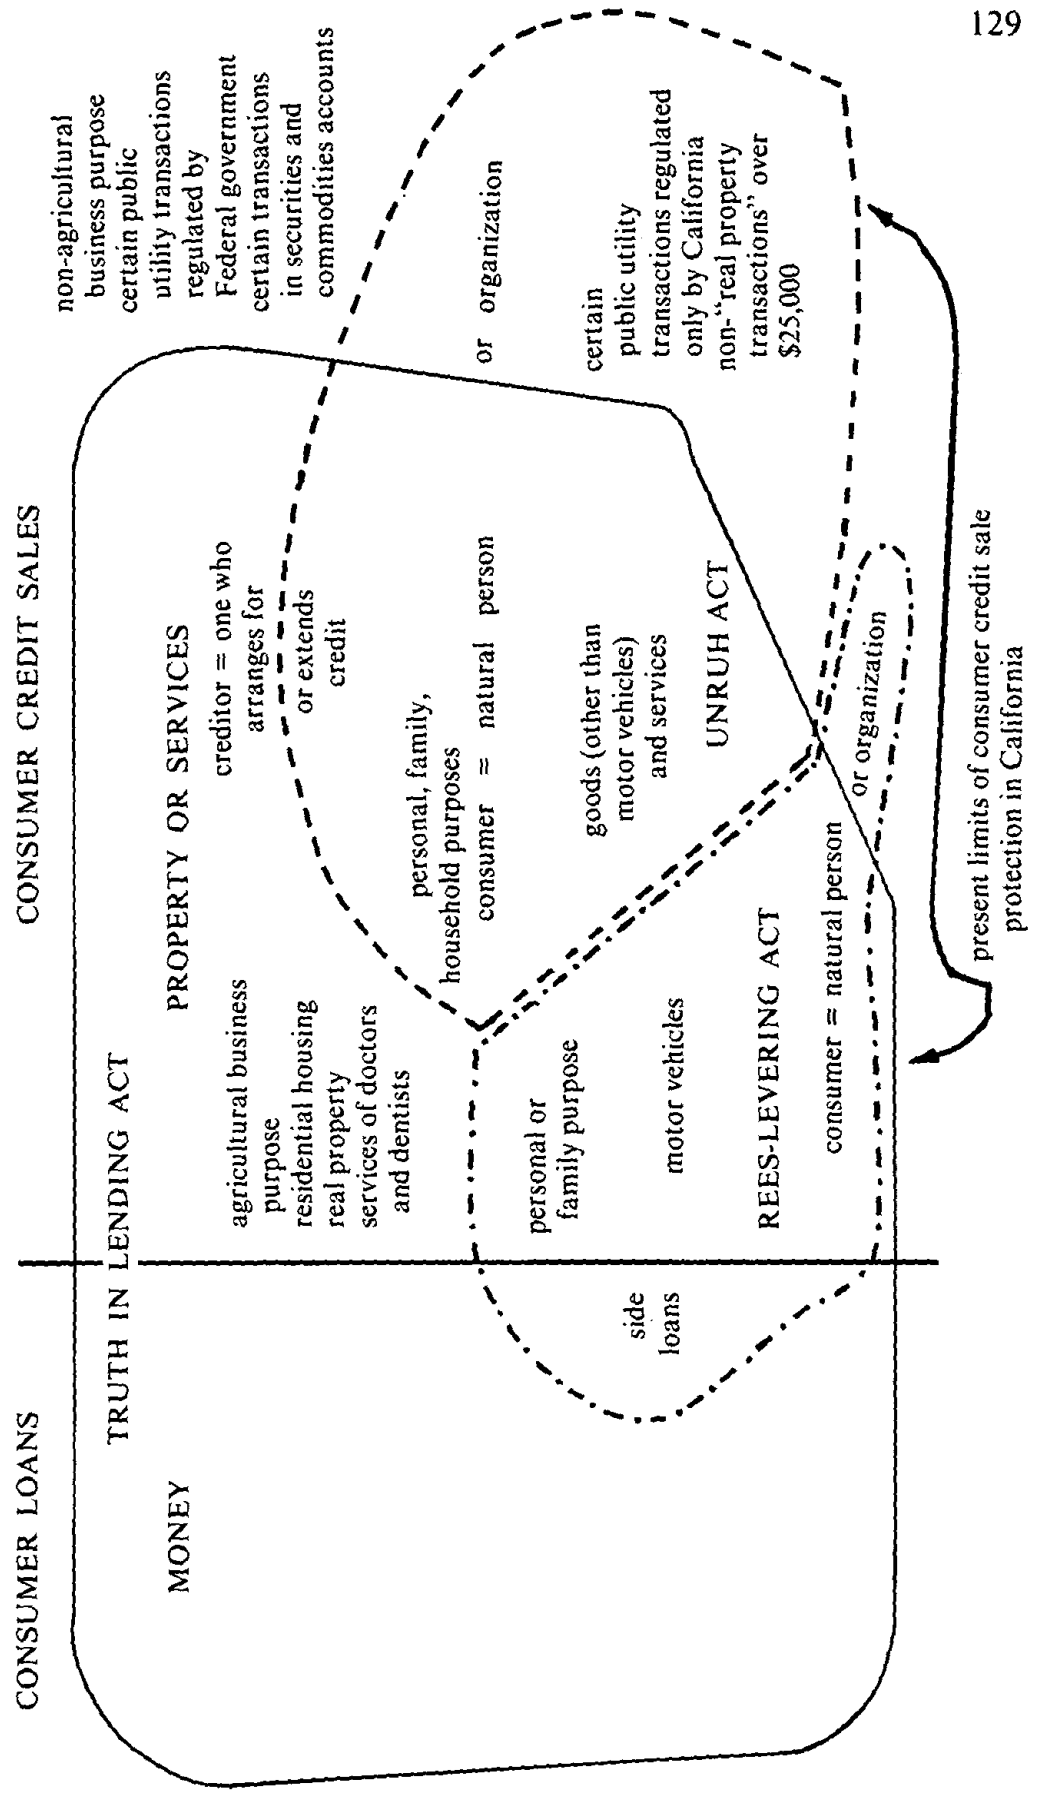 129
CONSUMER LOANS
CONSUMER CREDIT SALES
TRUTH IN LENDING ACT
MONEY
PROPERTY OR SERVICES
agricultural business
purpose
residential housing
real property
services of doctors
and dentists
creditor = one who
arranges for
or extends
credit
non-agricultural
business purpose
certain public
utility transactions
regulated by
Federal government
certain transactions
in securities and
commodities accounts
personal, family,
household purposes
consumer = natural person
or organization
goods (other than
motor vehicles)
and services
UNRUH ACT
certain
public utility
transactions regulated
only by California
non-“real property
transactions” over
$25,000
side
loans
personal or
family purpose
motor vehicles
REES-LEVERING ACT
consumer = natural person
or organization
present limits of consumer credit sale
protection in California